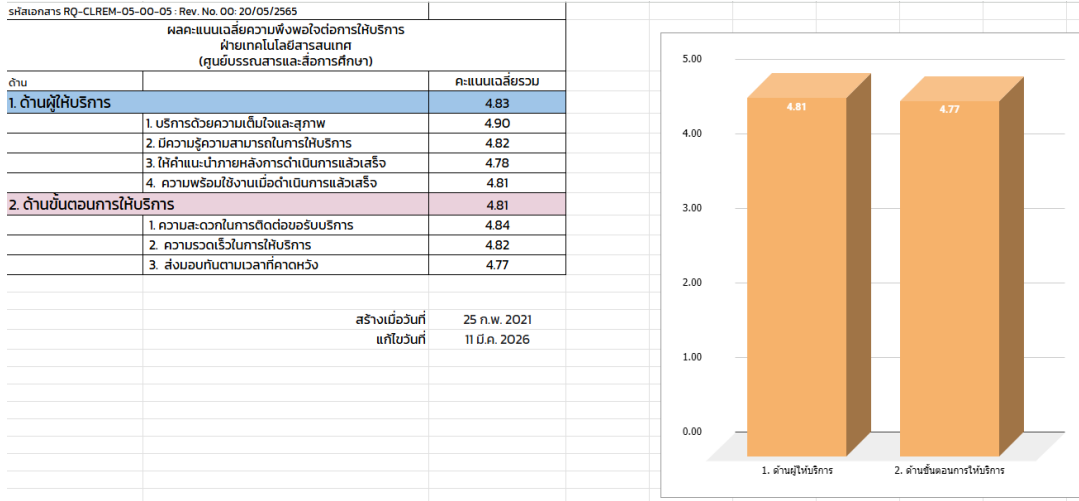 รหัสเอกสาร RQ-CLREM-05-00-05 : Rev. No. 00: 20/05/2565
ผลคะแนนเฉลี่ยความพึงพอใจต่อการให้บริการ
ฝ่ายเทคโนโลยีสารสนเทศ
(ศูนย์บรรณสารและสื่อการศึกษา)
ด้าน คะแนนเฉลี่ยรวม
1. ด้านผู้ให้บริการ 4.83
1. บริการด้วยความเต็มใจและสุภาพ 4.90
2. มีความรู้ความสามารถในการให้บริการ 4.82
3. ให้คำแนะนำภายหลังการดำเนินการแล้วเสร็จ 4.78
4. ความพร้อมใช้งานเมื่อดำเนินการแล้วเสร็จ 4.81
2. ด้านขั้นตอนการให้บริการ 4.81
1. ความสะดวกในการติดต่อขอรับบริการ 4.84
2. ความรวดเร็วในการให้บริการ 4.82
3. ส่งมอบทันตามเวลาที่คาดหวัง 4.77
สร้างเมื่อวันที่ 25 ก.พ. 2021
แก้ไขวันที่ 11 มี.ค. 2026
5.00
4.00
3.00
2.00
1.00
0.00
4.81
4.77
1. ด้านผู้ให้บริการ
2. ด้านขั้นตอนการให้บริการ